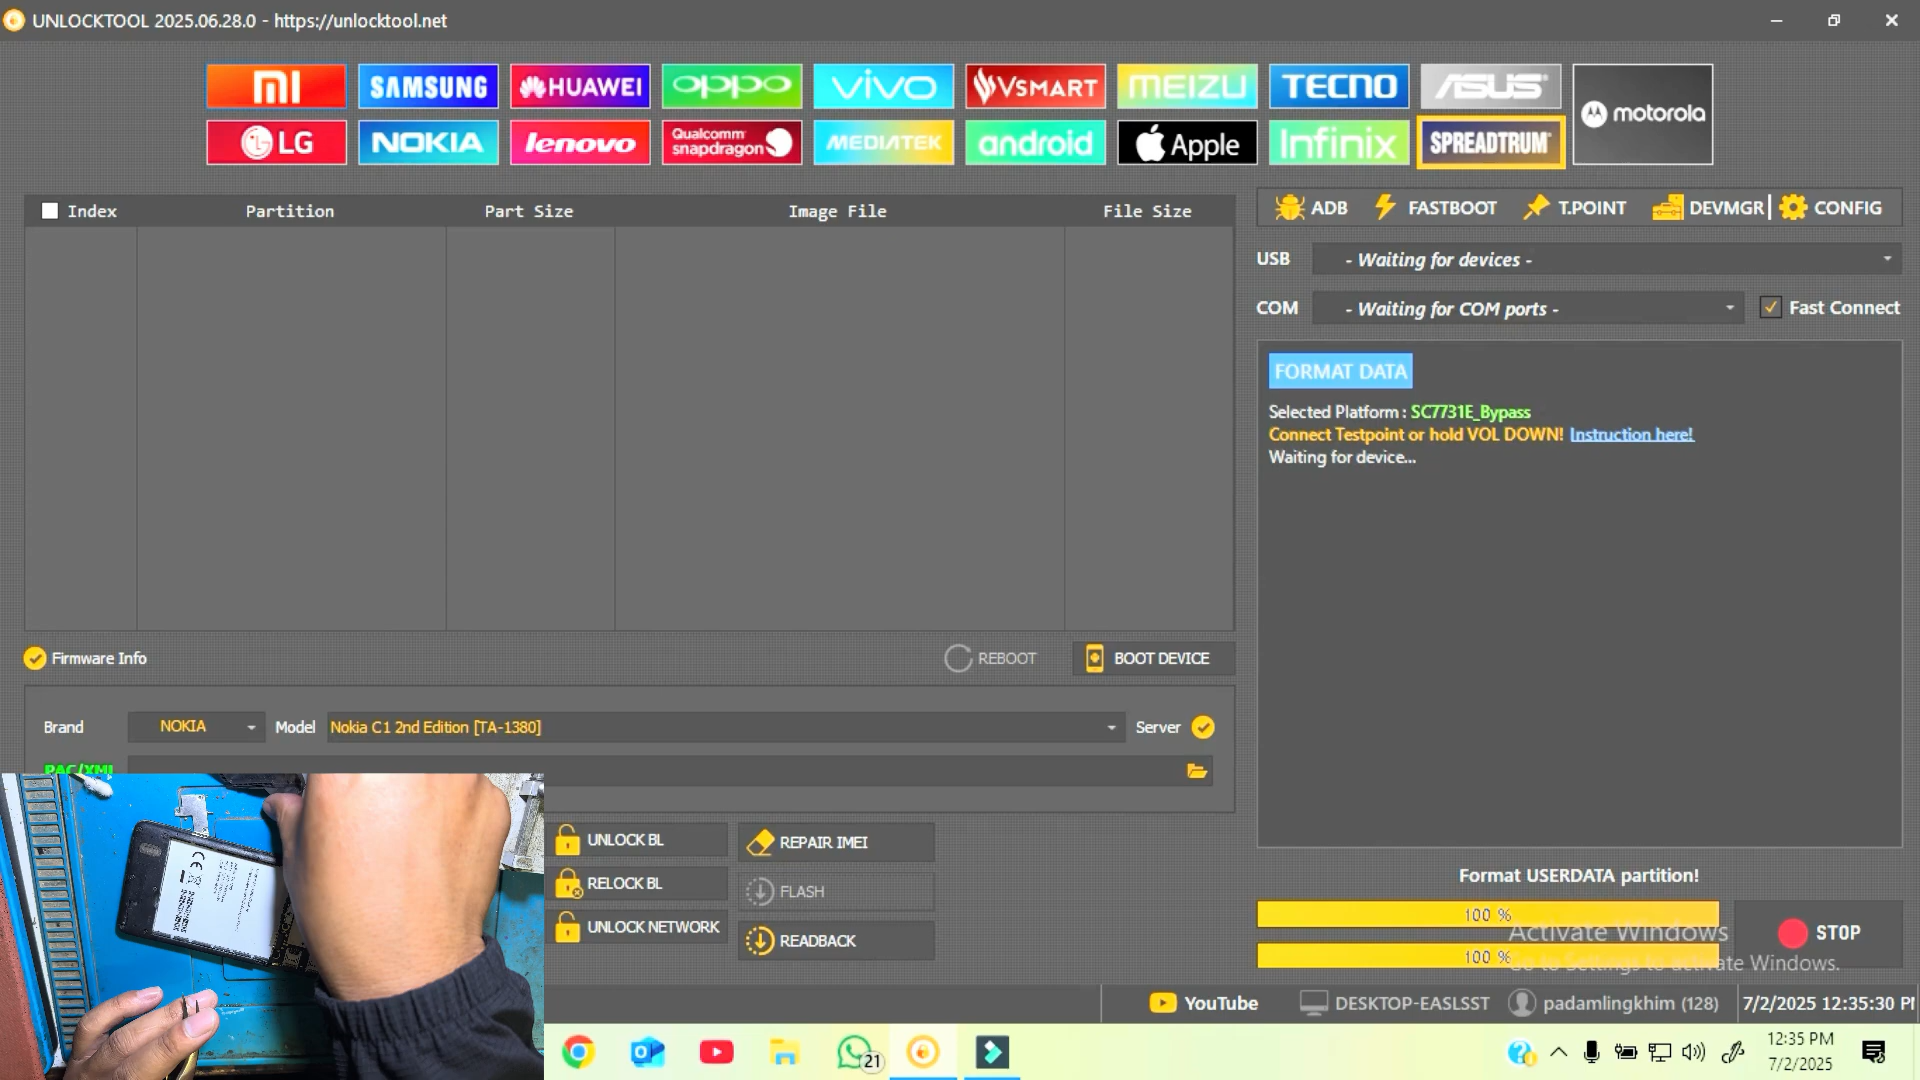 UNLOCKTOOL 2025.06.28.0 - https://unlocktool.net
MI SAMSUNG HUAWEI oppo vivo VSMART MEIZU TECNO ASUS motorola
LG NOKIA lenovo Qualcomm snapdragon MEDIATEK android Apple Infinix SPREADTRUM
Index Partition Part Size Image File File Size
ADB FASTBOOT T.POINT DEVMGR CONFIG
USB - Waiting for devices -
COM - Waiting for COM ports - Fast Connect
FORMAT DATA
Selected Platform : SC7731E_Bypass
Connect Testpoint or hold VOL DOWN! Instruction here!
Waiting for device...
Firmware Info REBOOT BOOT DEVICE
Brand NOKIA Model Nokia C1 2nd Edition [TA-1380] Server
PAC/XML
UNLOCK BL REPAIR IMEI
RELOCK BL FLASH
UNLOCK NETWORK READBACK
Format USERDATA partition!
100 %
100 %
STOP
Activate Windows
Go to Settings to activate Windows.
YouTube DESKTOP-EASLSST padamlingkhim (128) 7/2/2025 12:35:30 P
21
12:35 PM
7/2/2025